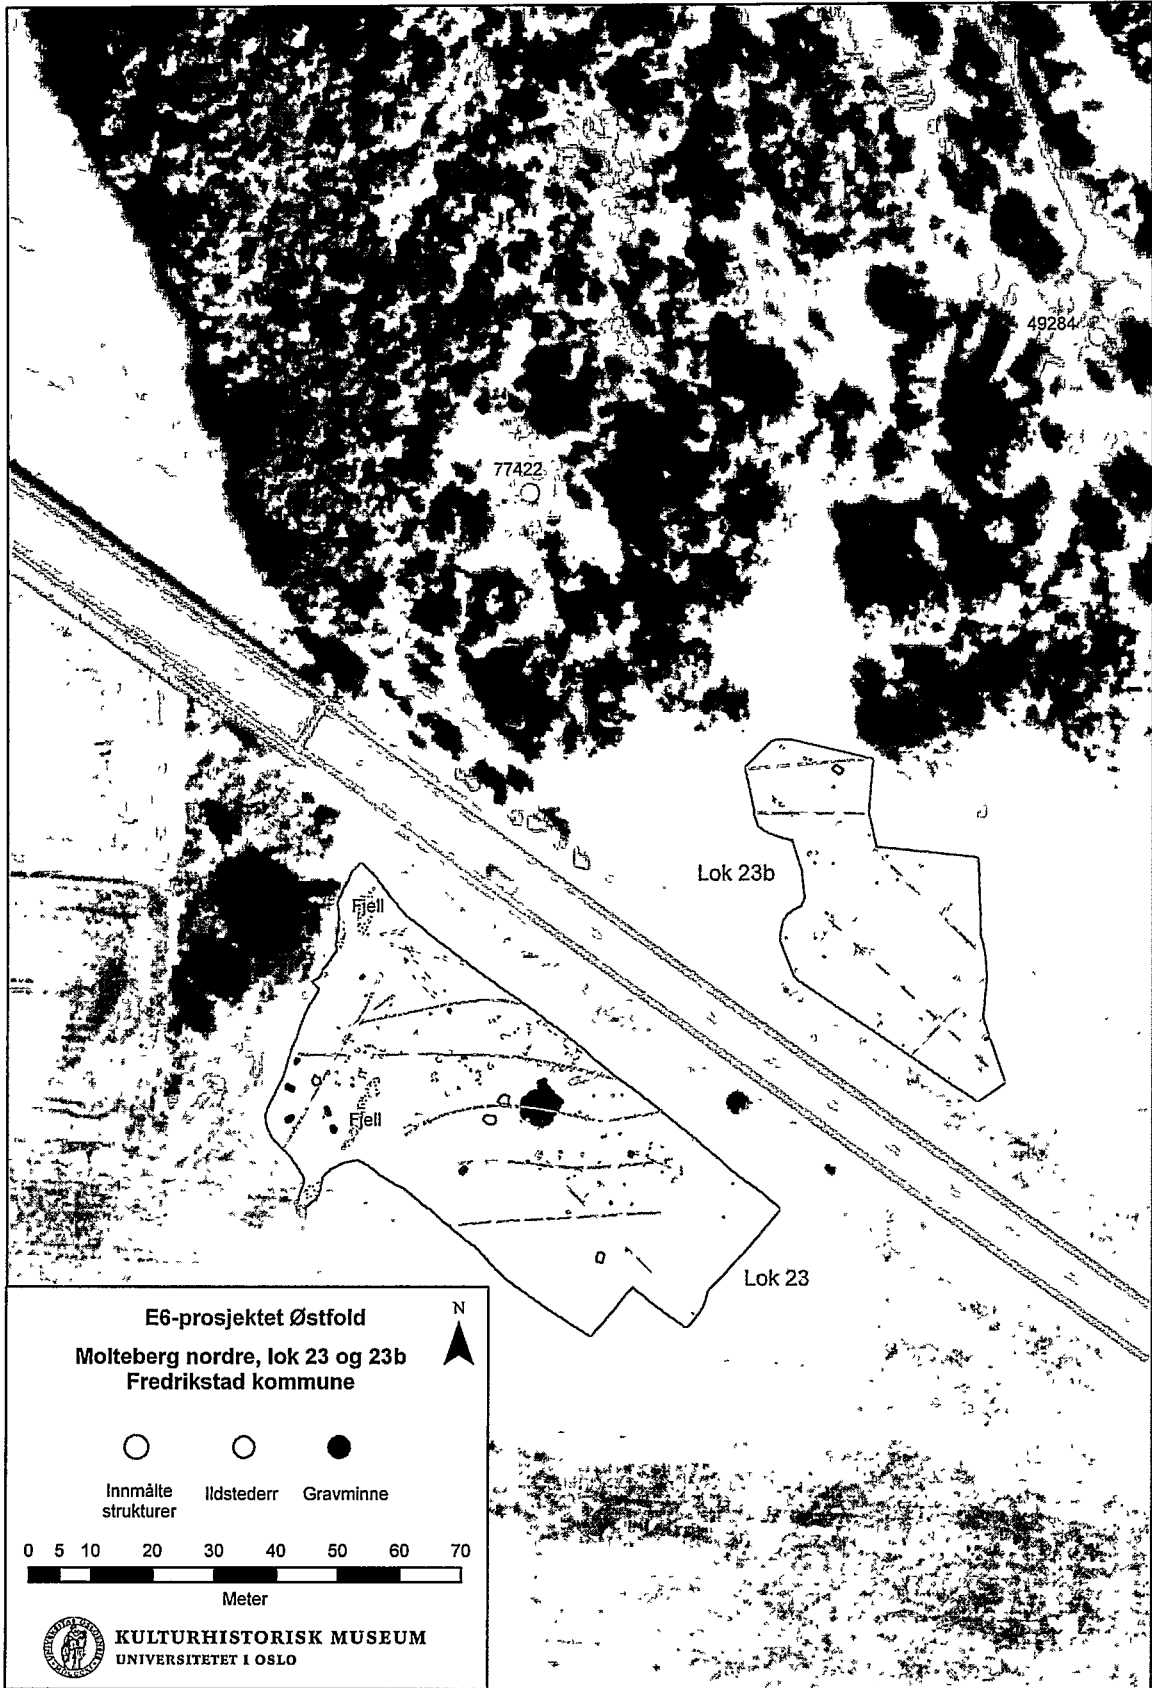 49284
77422
Lok 23b
Fjell
Fjell
Lok 23
E6-prosjektet Østfold
N
Molteberg nordre, lok 23 og 23b
Fredrikstad kommune
Innmålte
strukturer
Ildstederr
Gravminne
0 5 10 20 30 40 50 60 70
Meter
KULTURHISTORISK MUSEUM
UNIVERSITETET I OSLO